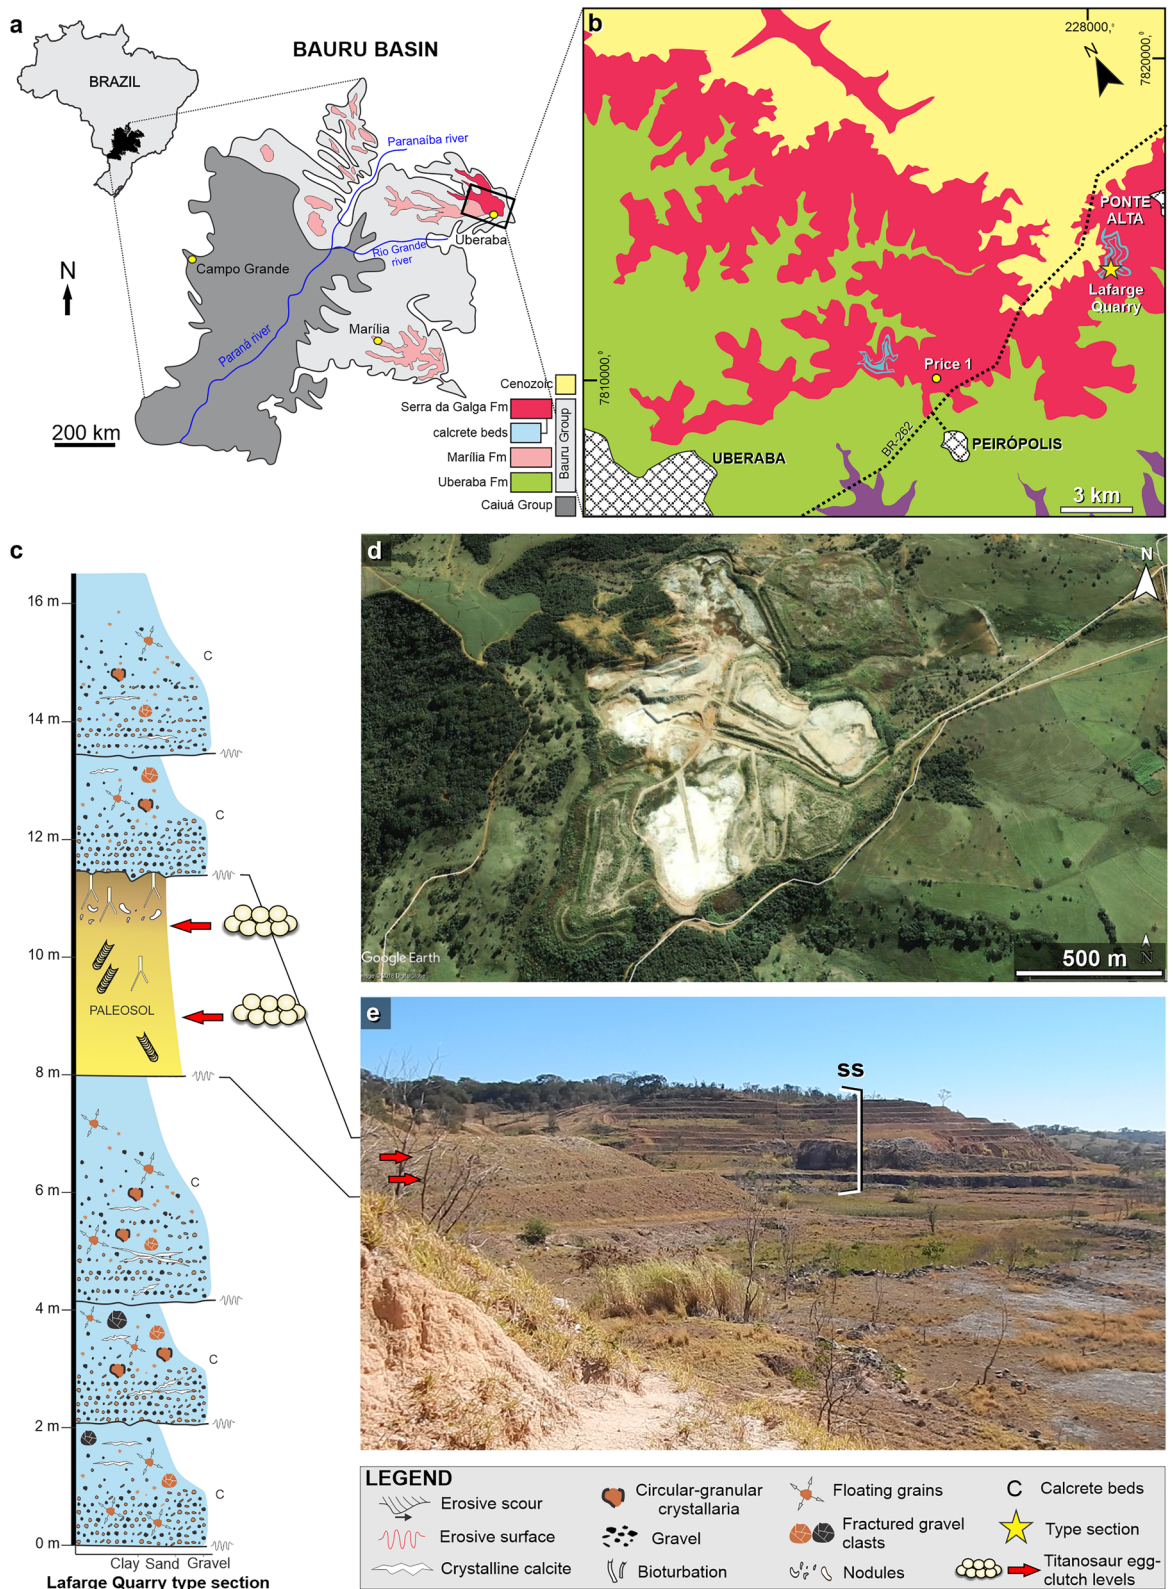 a
BAURU BASIN
BRAZIL
Paranaíba river
Uberaba
Rio Grande
river
Campo Grande
N
Marília
Paraná river
200 km
Cenozoic
Serra da Galga Fm
calcrete beds
Marília Fm
Uberaba Fm
Caiuá Group
Bauru Group
b
228000,0
7820000,0
N
PONTE
ALTA
Lafarge
Quarry
Price 1
7810000,0
BR-262
UBERABA
PEIRÓPOLIS
3 km
c
16 m
C
14 m
C
12 m
10 m
PALEOSOL
8 m
C
6 m
4 m
C
2 m
C
0 m
Clay Sand Gravel
Lafarge Quarry type section
d
N
Google Earth
N
500 m
e
SS
LEGEND
Erosive scour
Erosive surface
Crystalline calcite
Circular-granular
crystallaria
Gravel
Bioturbation
Floating grains
Fractured gravel
clasts
Nodules
C Calcrete beds
Type section
Titanosaur egg-
clutch levels